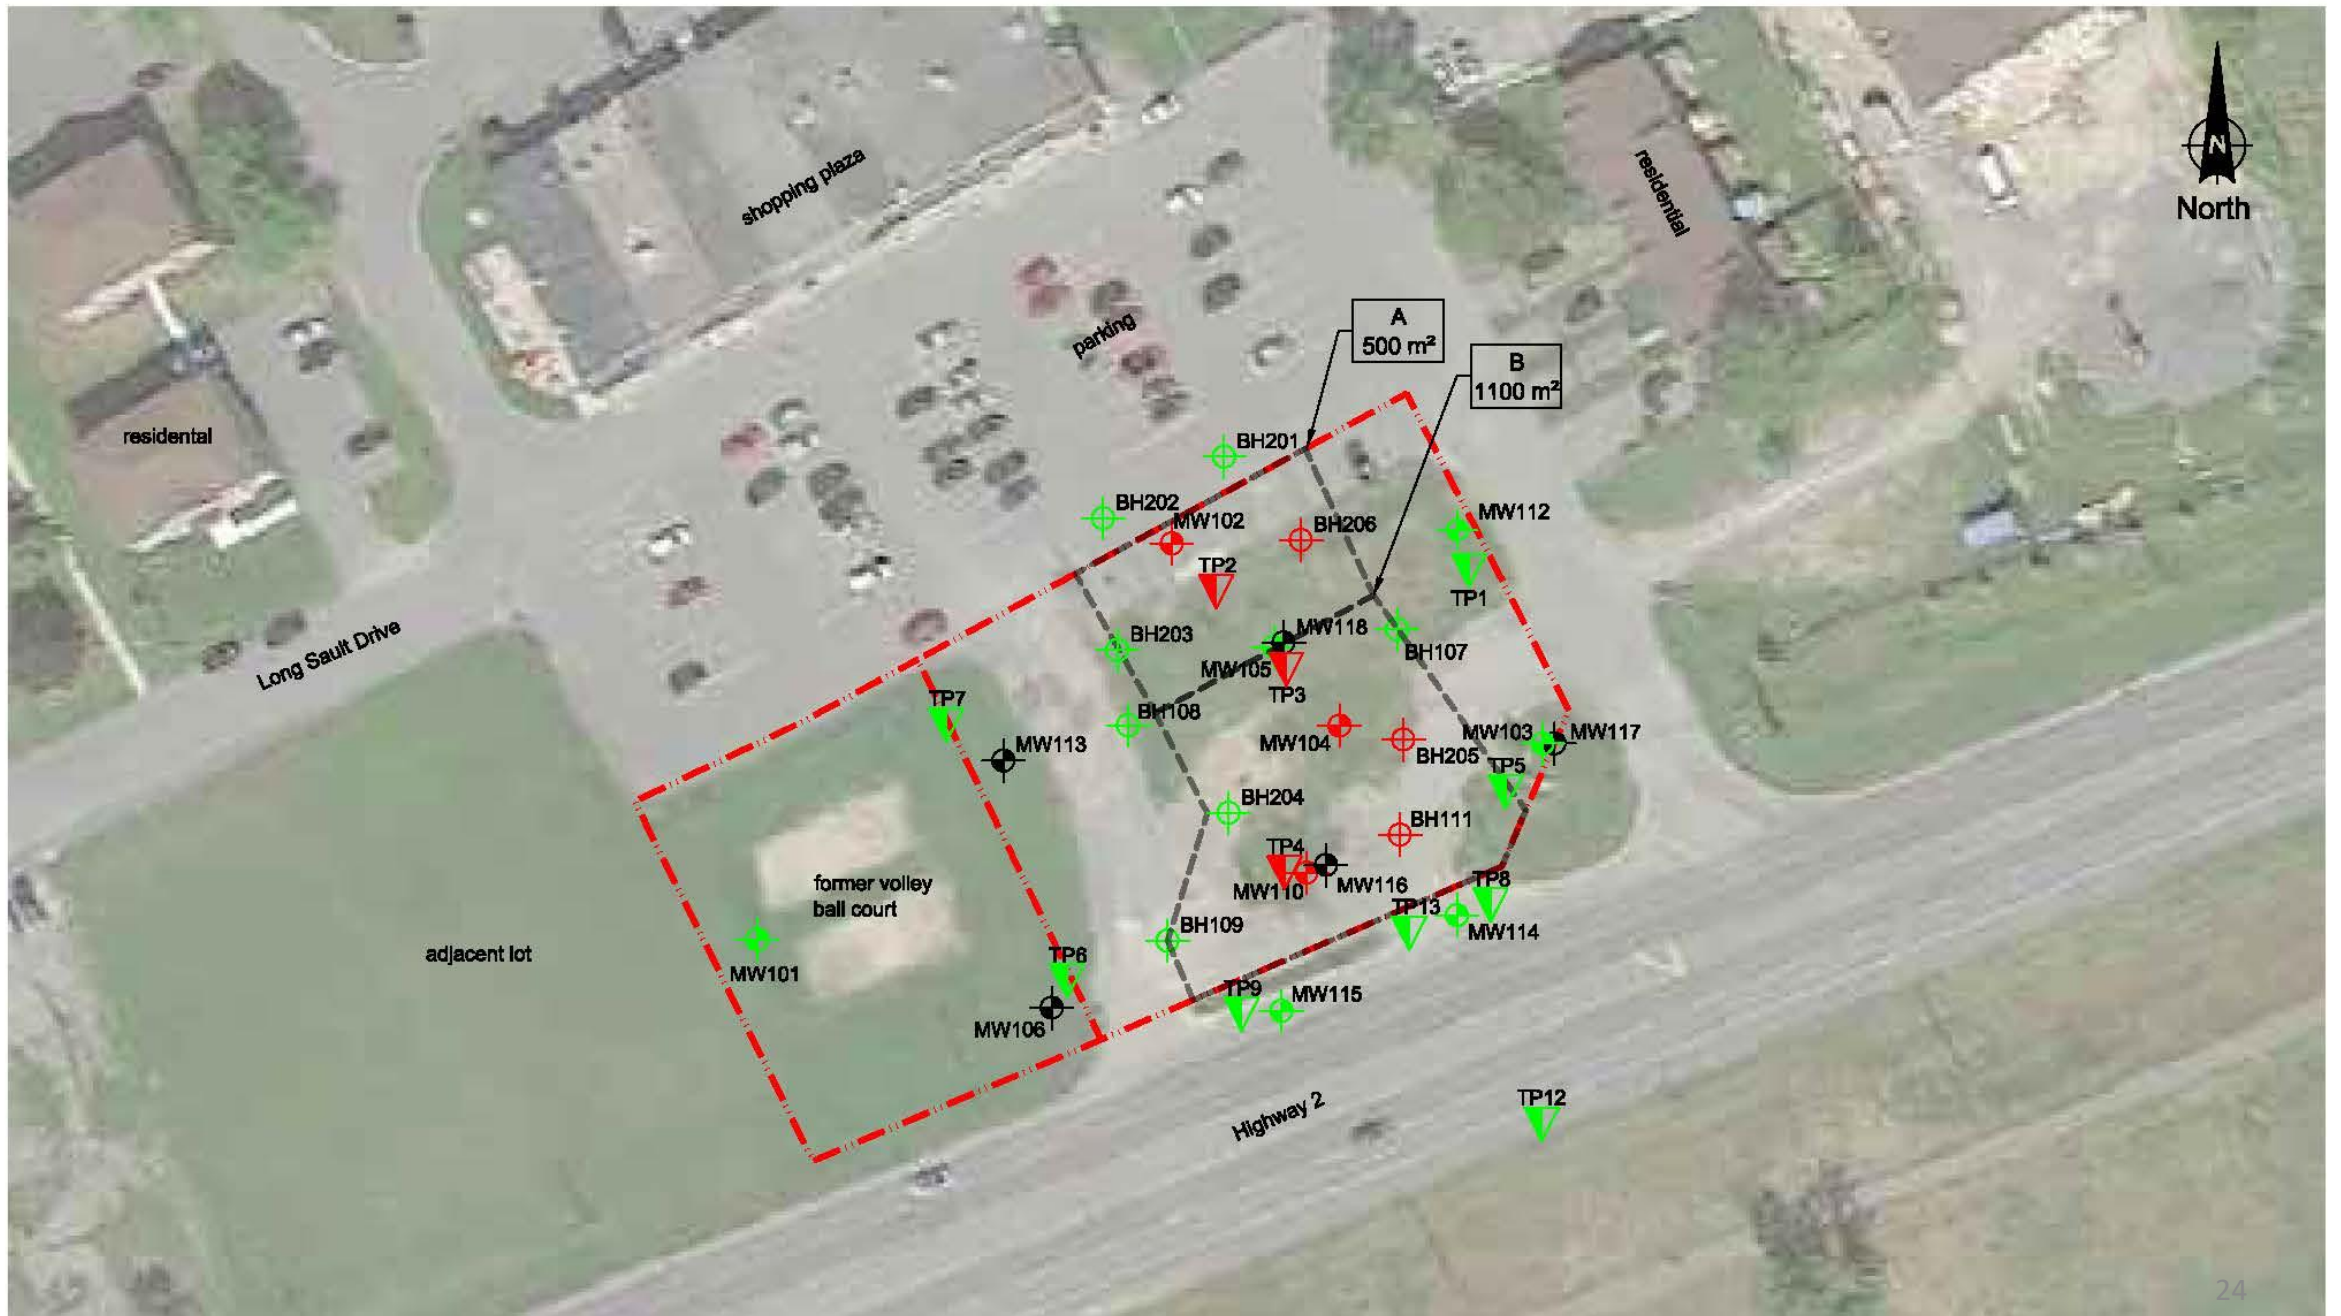 North
shopping plaza
residential
parking
A
500 m²
B
1100 m²
residental
BH201
BH202
MW102
BH206
MW112
TP2
TP1
Long Sault Drive
BH203
MW118
BH107
MW105
TP3
TP7
BH108
MW113
MW104
BH205
MW103
MW117
TP5
BH204
BH111
TP4
MW110
MW116
TP8
former volley
ball court
TP13
BH109
MW114
adjacent lot
MW101
TP6
TP9
MW115
MW106
TP12
Highway 2
24